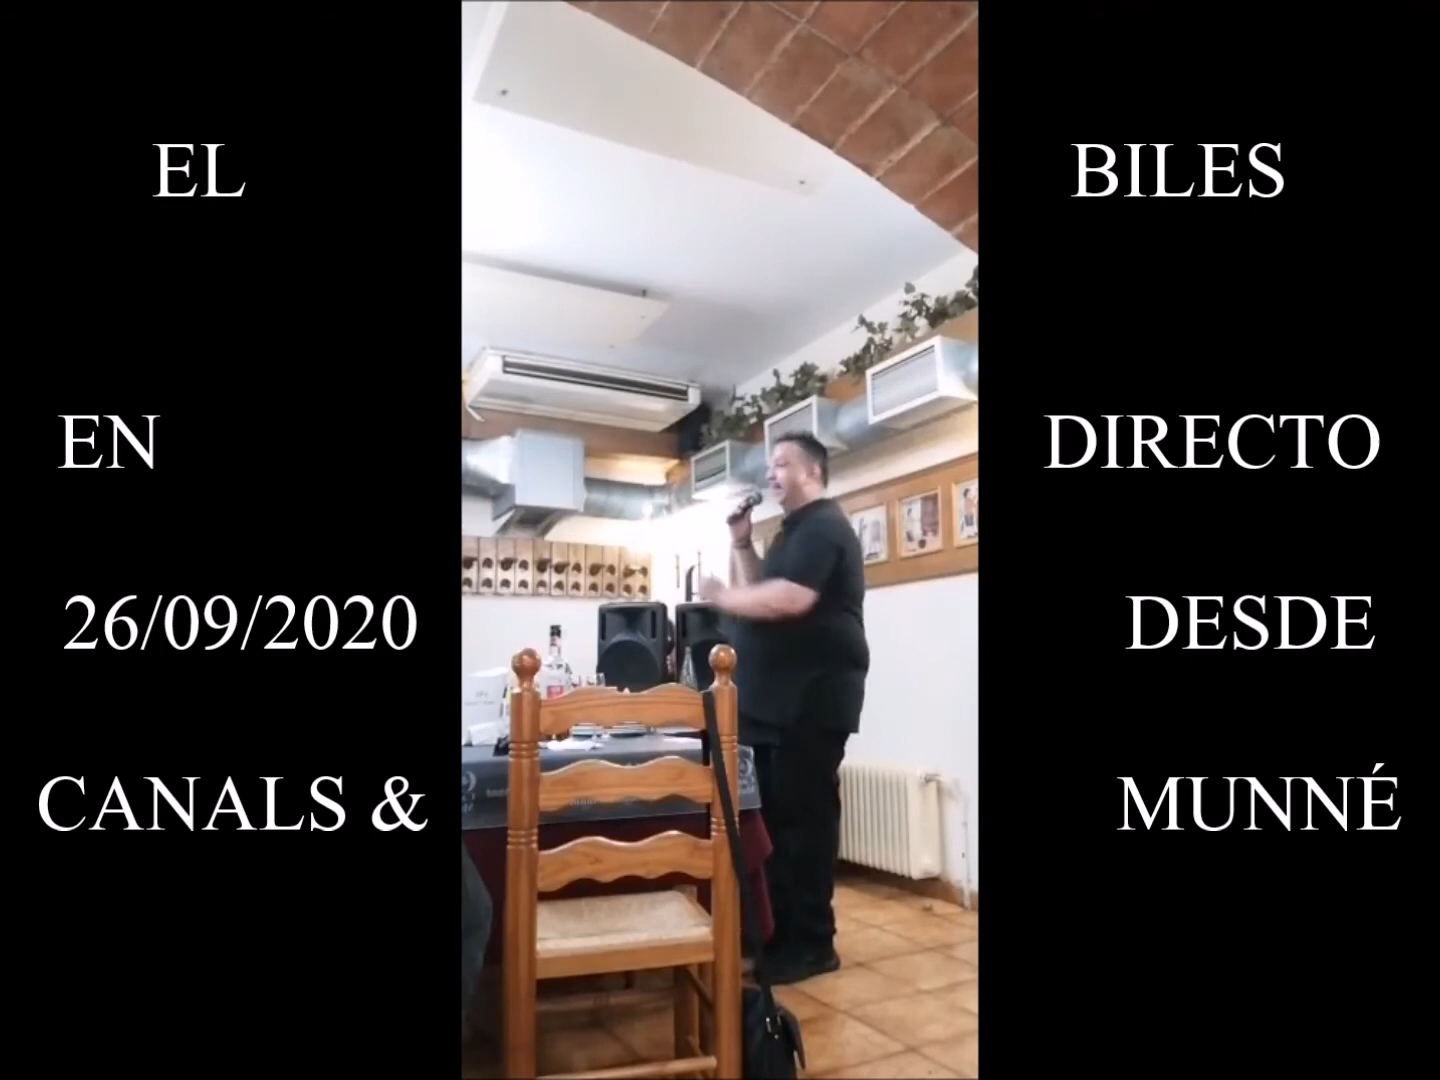 EL BILES
EN DIRECTO
26/09/2020 DESDE
CANALS & MUNNÉ